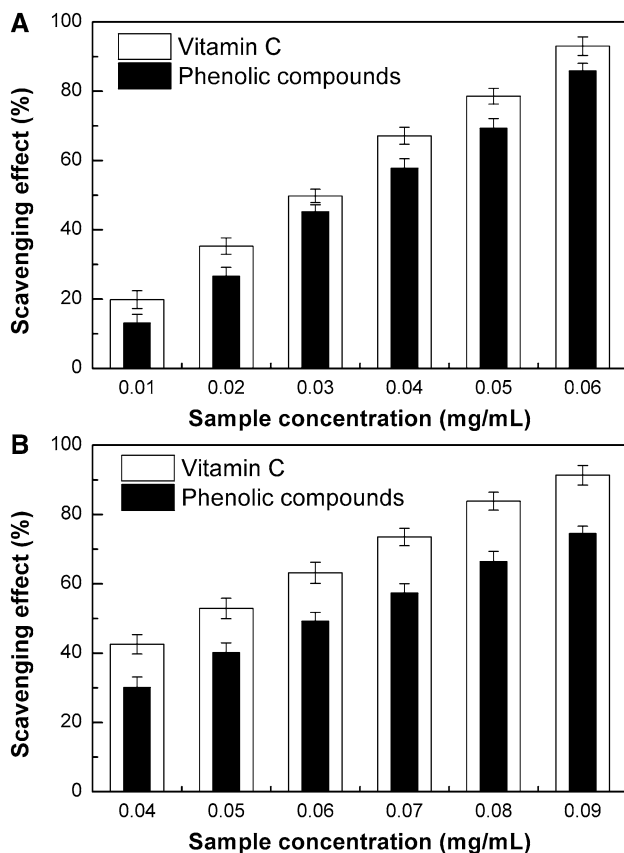 A
100
80
60
40
20
0
Scavenging effect (%)
Vitamin C
Phenolic compounds
0.01 0.02 0.03 0.04 0.05 0.06
Sample concentration (mg/mL)
B
100
80
60
40
20
0
Scavenging effect (%)
Vitamin C
Phenolic compounds
0.04 0.05 0.06 0.07 0.08 0.09
Sample concentration (mg/mL)